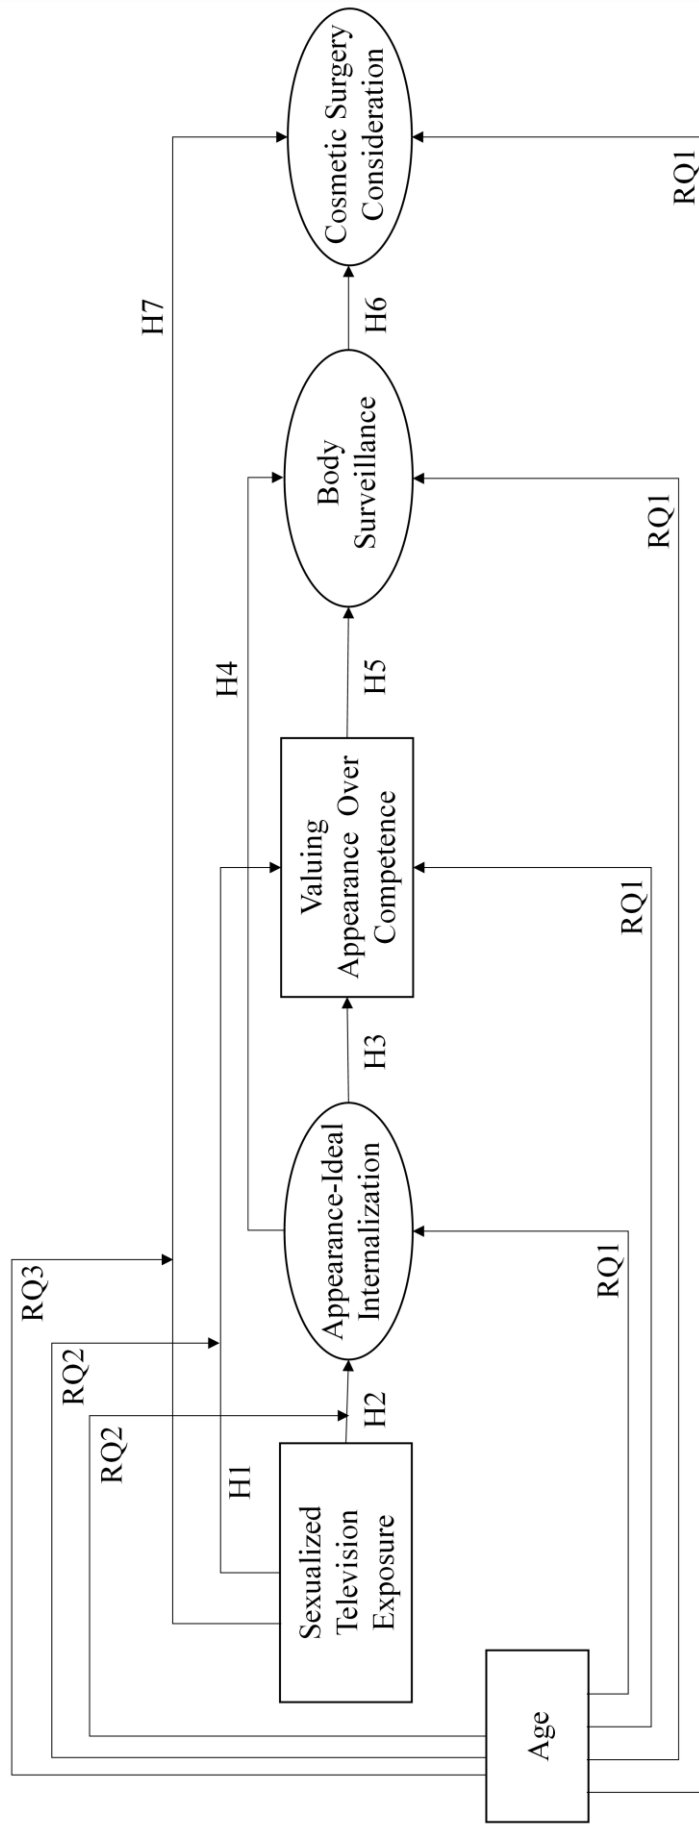 RQ3
RQ2
RQ2
H7
H4
H1
Sexualized
Television
Exposure
H2
Appearance-Ideal
Internalization
H3
Valuing
Appearance Over
Competence
H5
Body
Surveillance
H6
Cosmetic Surgery
Consideration
Age
RQ1
RQ1
RQ1
RQ1